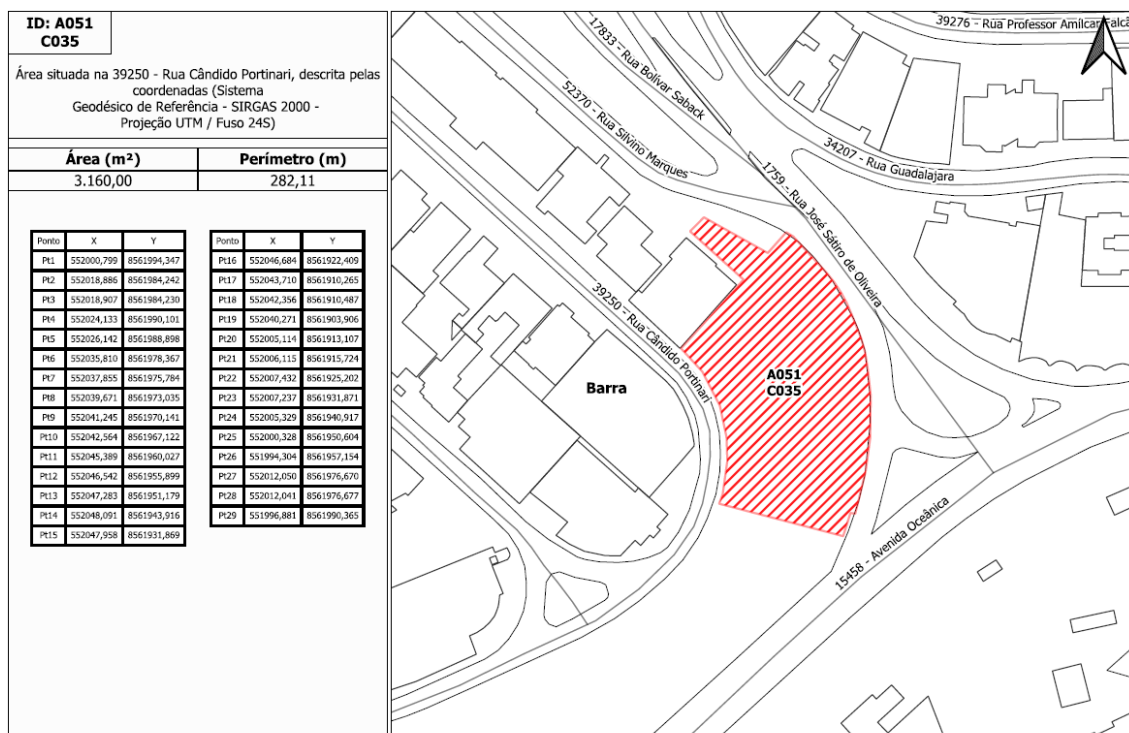 ID: A051
C035
Área situada na 39250 - Rua Cândido Portinari, descrita pelas
coordenadas (Sistema
Geodésico de Referência - SIRGAS 2000 -
Projeção UTM / Fuso 24S)
Área (m²) Perímetro (m)
3.160,00 282,11
Ponto X Y
Pt1 552000,799 8561994,347
Pt2 552018,886 8561984,242
Pt3 552018,907 8561984,230
Pt4 552024,133 8561990,101
Pt5 552026,142 8561988,898
Pt6 552035,810 8561978,367
Pt7 552037,855 8561975,784
Pt8 552039,671 8561973,035
Pt9 552041,245 8561970,141
Pt10 552042,564 8561967,122
Pt11 552045,389 8561960,027
Pt12 552046,542 8561955,899
Pt13 552047,283 8561951,179
Pt14 552048,091 8561943,916
Pt15 552047,958 8561931,869
Ponto X Y
Pt16 552046,684 8561922,409
Pt17 552043,710 8561910,265
Pt18 552042,356 8561910,487
Pt19 552040,271 8561903,906
Pt20 552005,114 8561913,107
Pt21 552006,115 8561915,724
Pt22 552007,432 8561925,202
Pt23 552007,237 8561931,871
Pt24 552005,329 8561940,917
Pt25 552000,328 8561950,604
Pt26 551994,304 8561957,154
Pt27 552012,050 8561976,670
Pt28 552012,041 8561976,677
Pt29 551996,881 8561990,365
39276 - Rua Professor Amílcar Falcã
17833 - Rua Bolívar Saback
52370 - Rua Silvino Marques
34207 - Rua Guadalajara
1759 - Rua José Sátiro de Oliveira
39250 - Rua Cândido Portinari
Barra
A051
C035
15458 - Avenida Oceânica